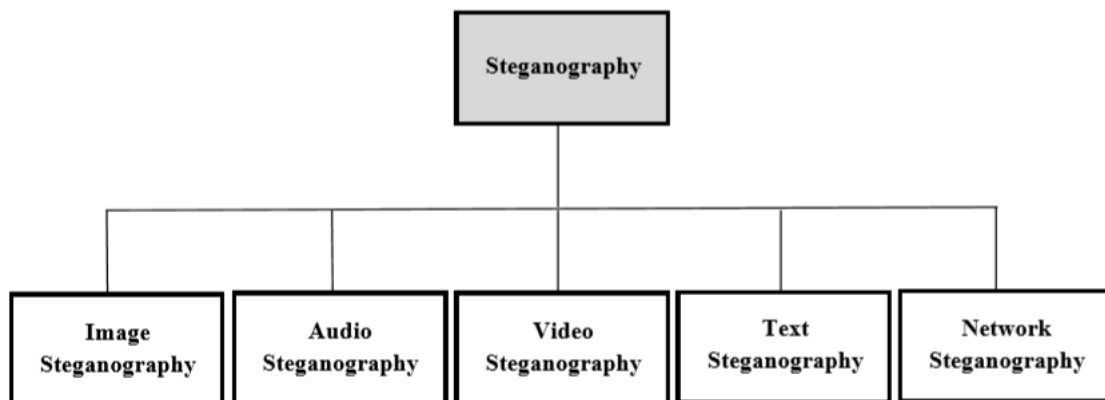 Steganography
Image
Steganography
Audio
Steganography
Video
Steganography
Text
Steganography
Network
Steganography